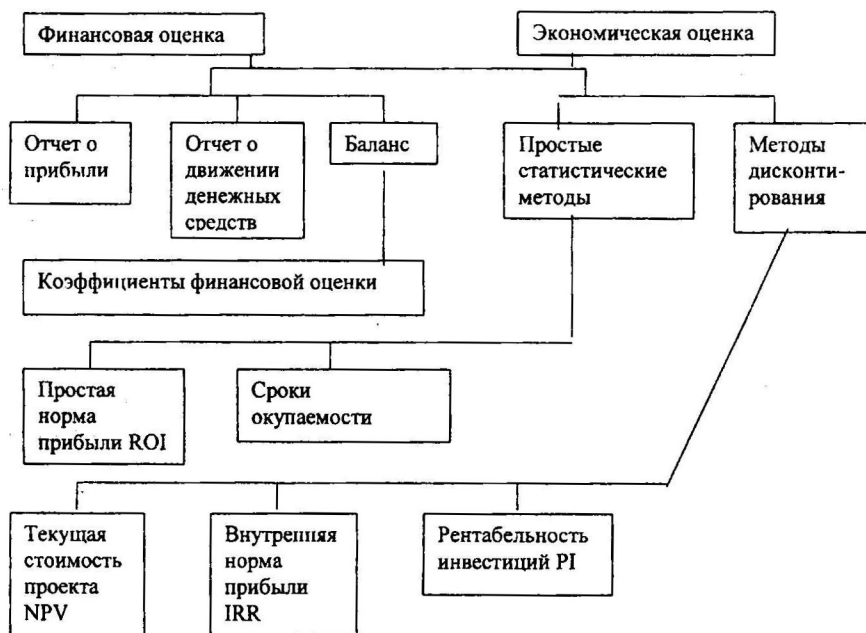 Финансовая оценка
Экономическая оценка
Отчет о
прибыли
Отчет о
движении
денежных
средств
Баланс
Простые
статистические
методы
Методы
дисконти-
рования
Коэффициенты финансовой оценки
Простая
норма
прибыли ROI
Сроки
окупаемости
Текущая
стоимость
проекта
NPV
Внутренняя
норма
прибыли
IRR
Рентабельность
инвестиций PI